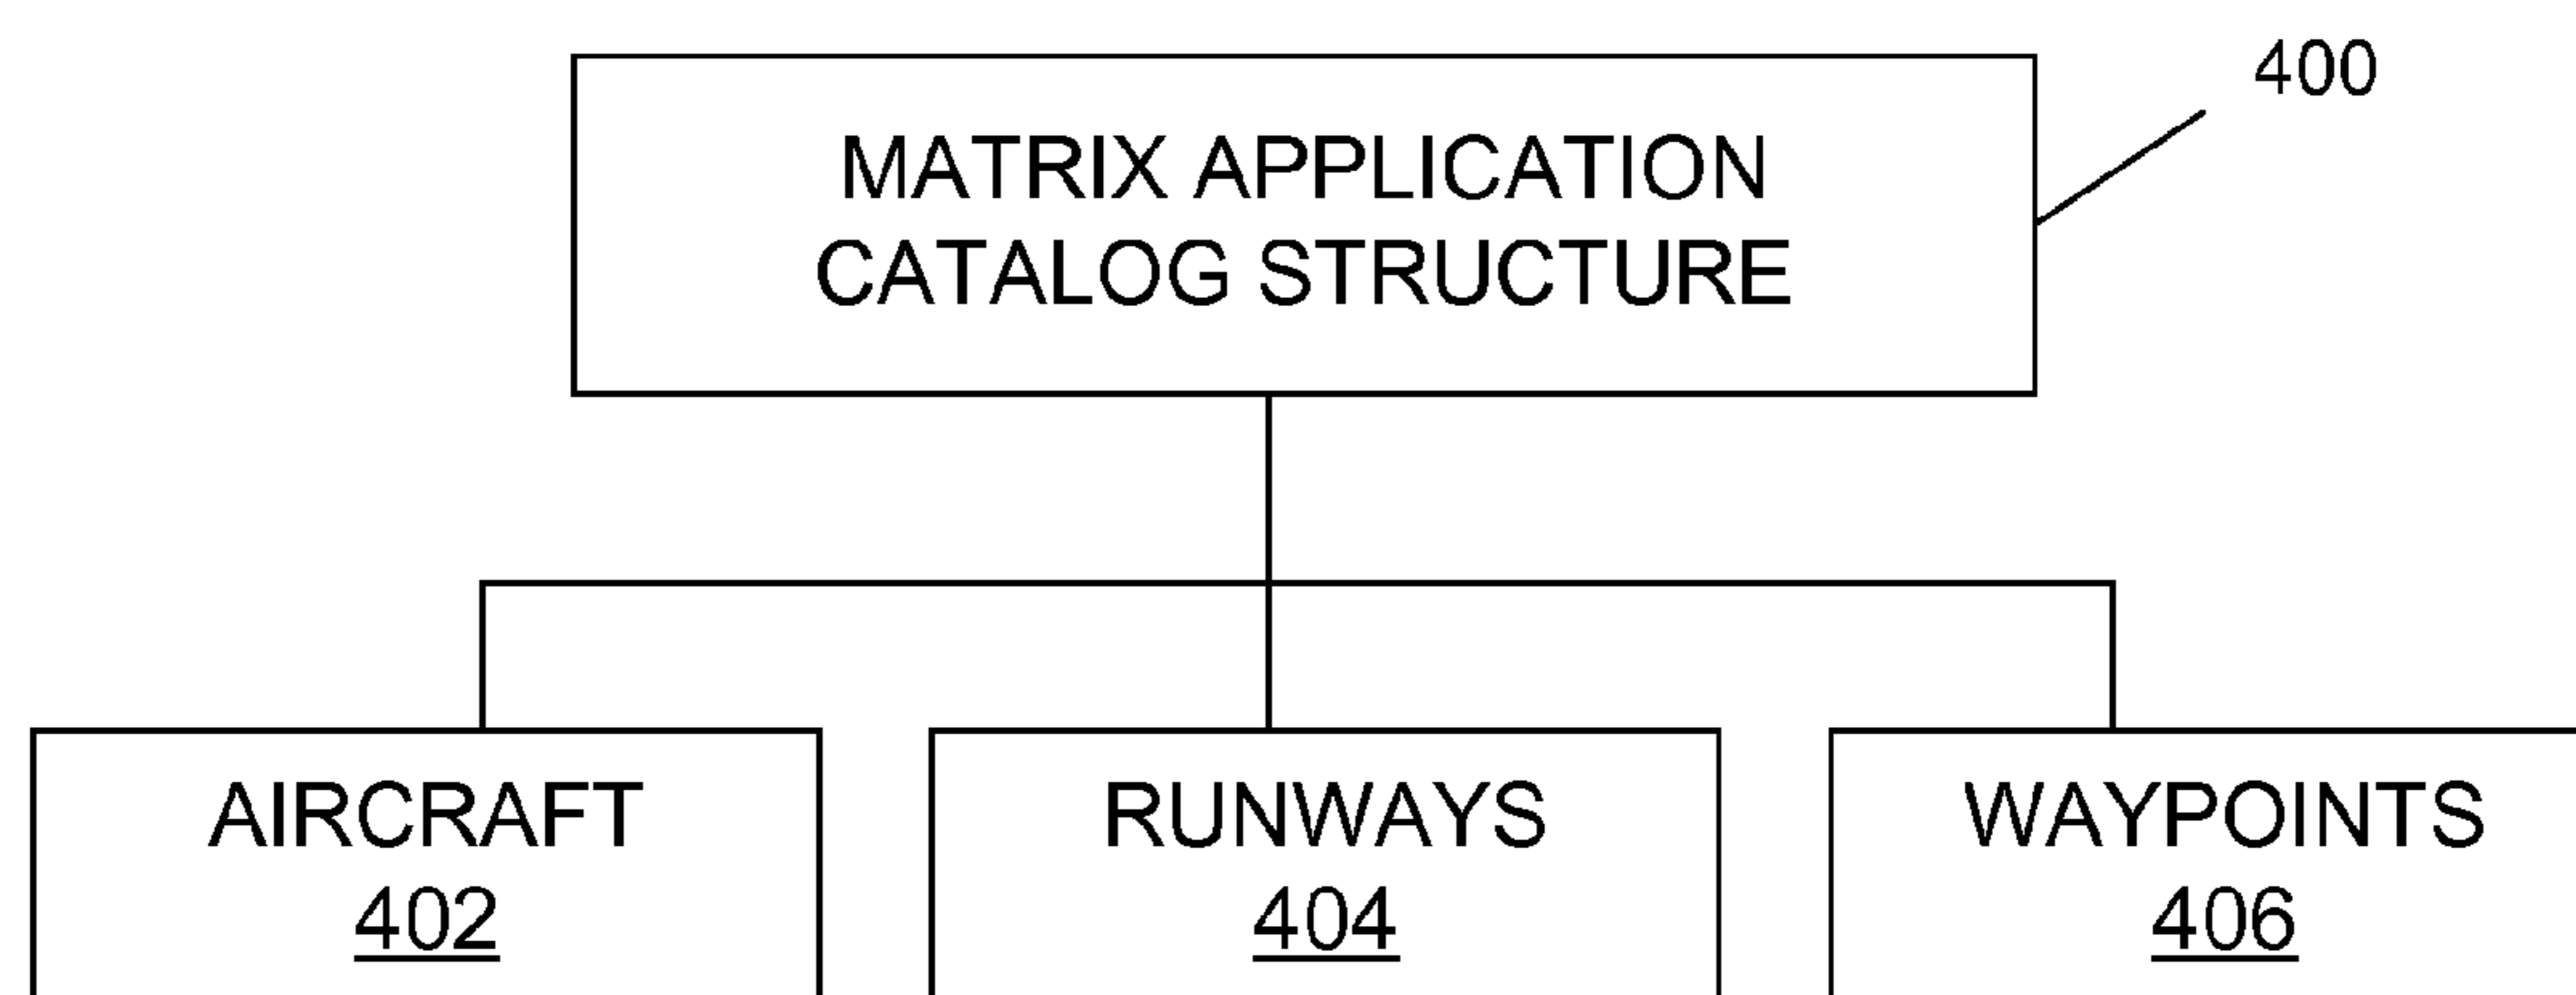 400
MATRIX APPLICATION
CATALOG STRUCTURE
AIRCRAFT
402
RUNWAYS
404
WAYPOINTS
406